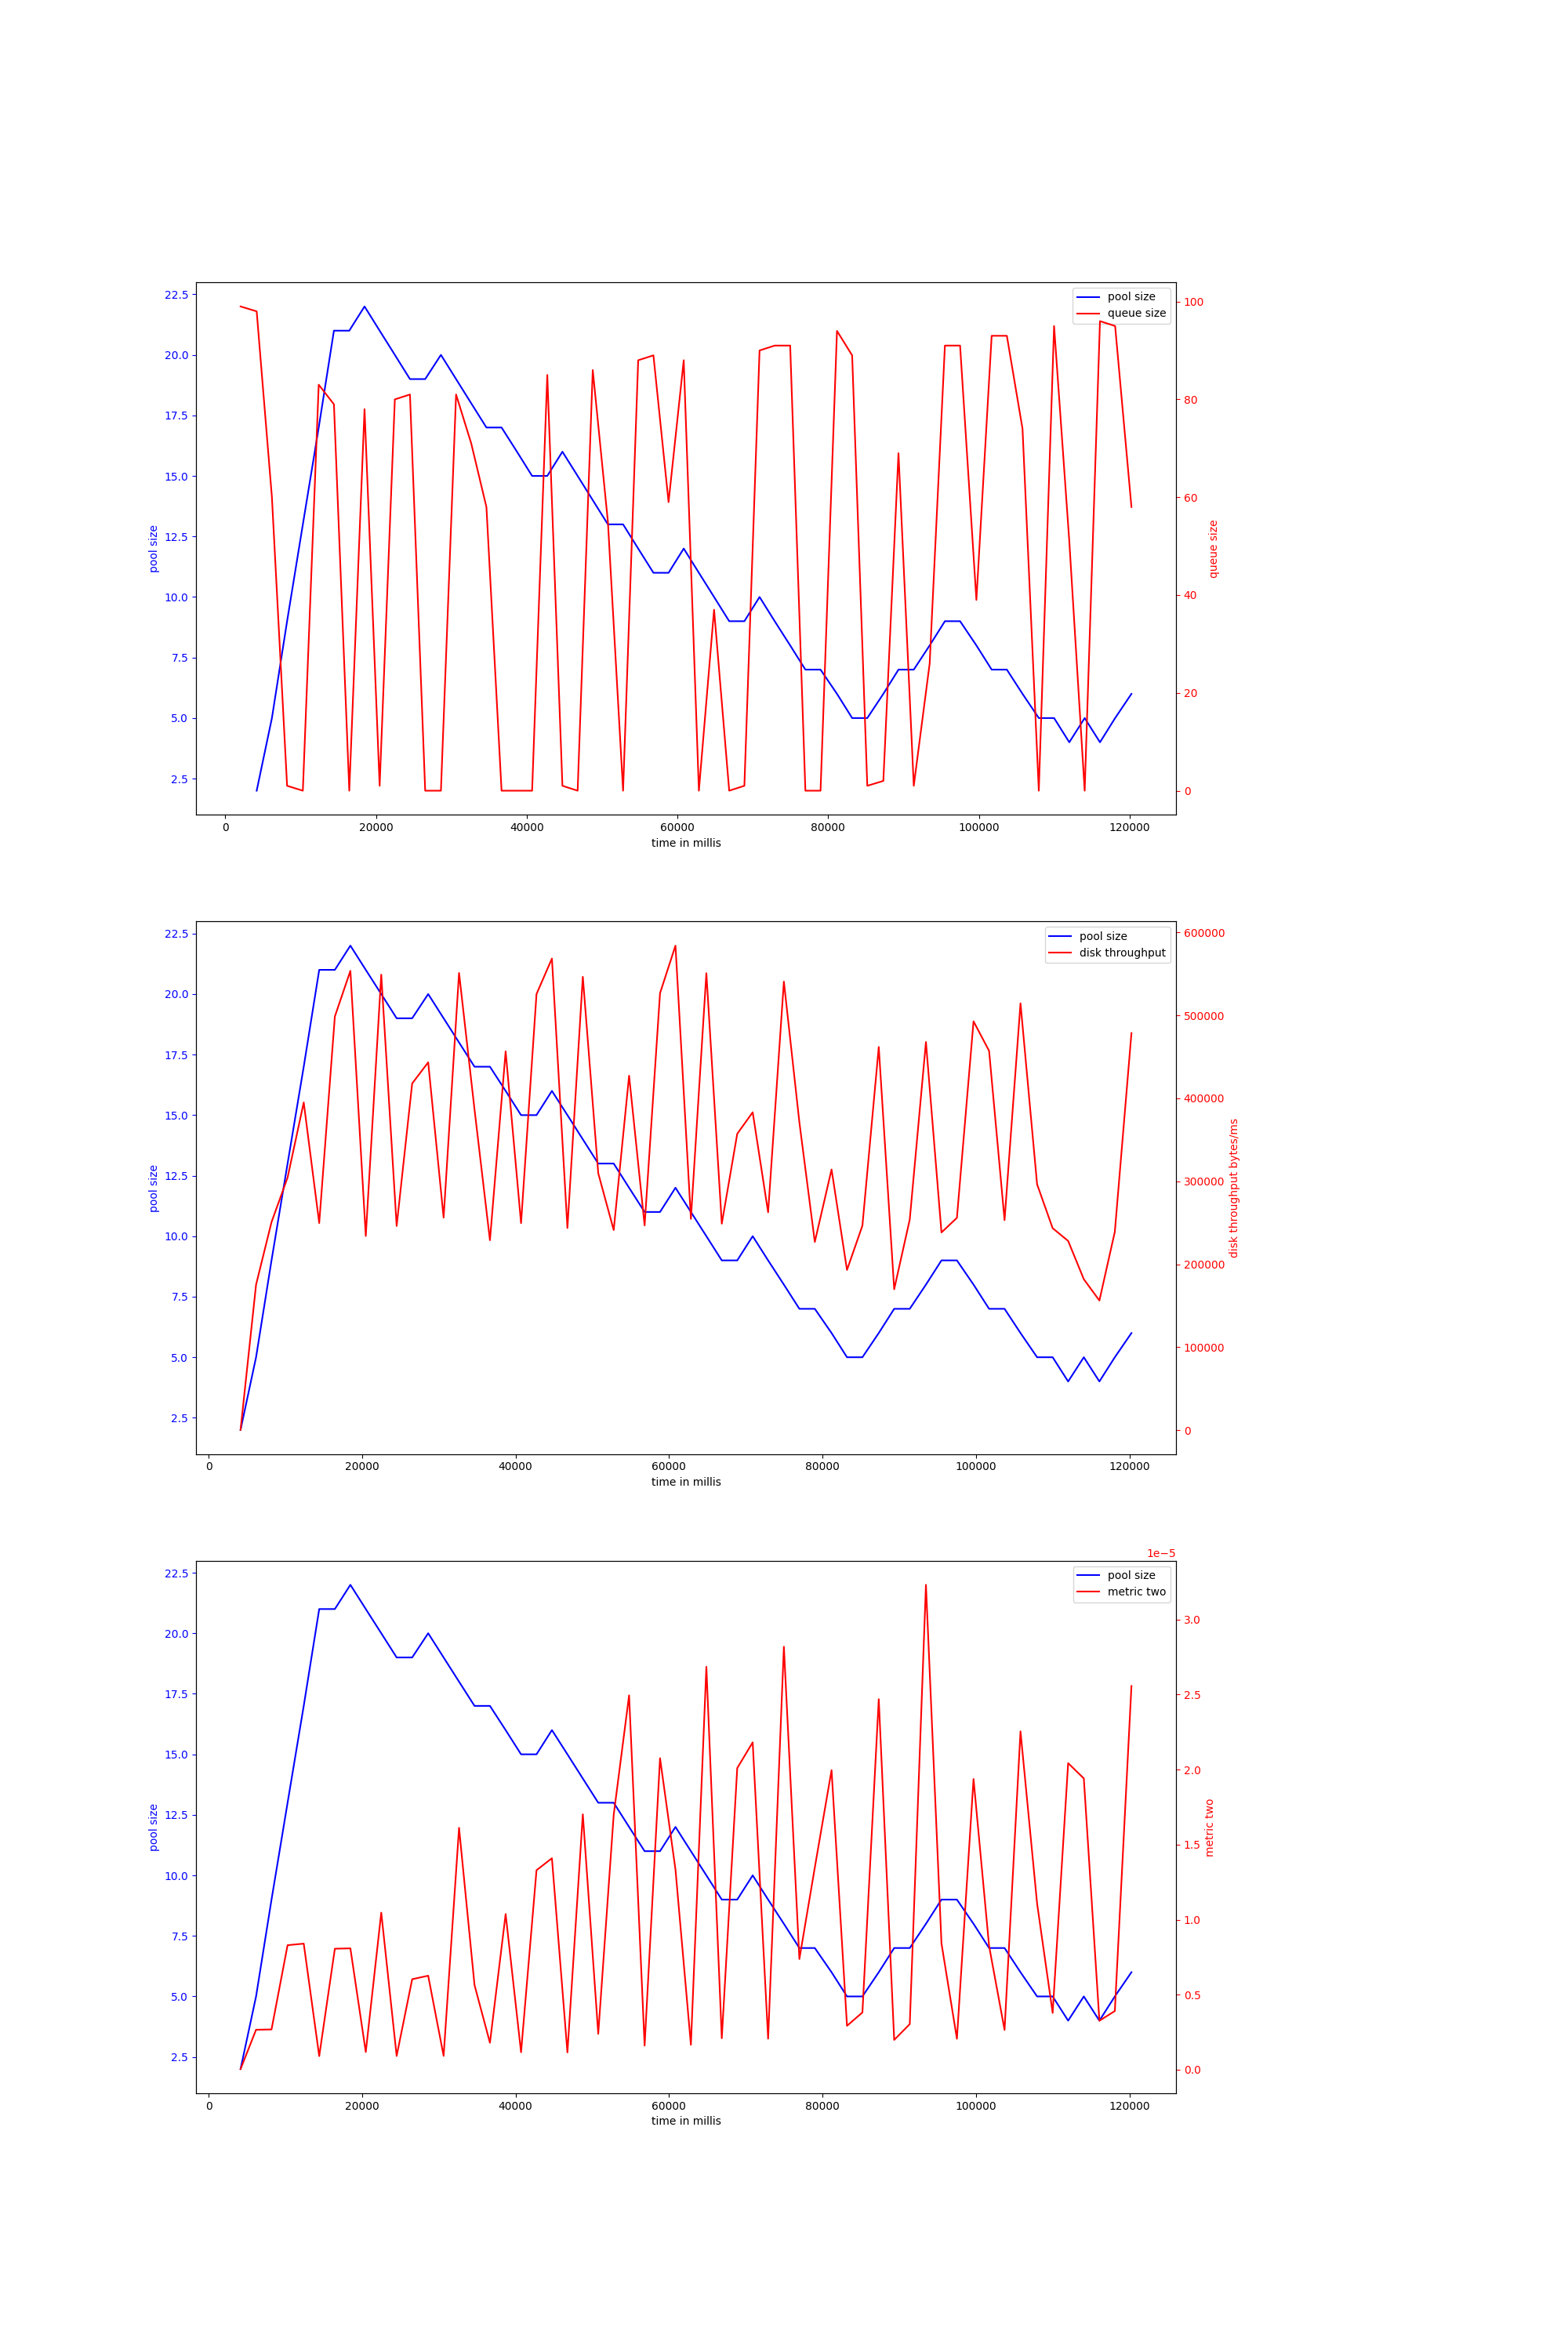 22.5
20.0
17.5
15.0
12.5
10.0
7.5
5.0
2.5
pool size
pool size
queue size
100
80
60
40
20
0
queue size
0 20000 40000 60000 80000 100000 120000
time in millis
22.5
20.0
17.5
15.0
12.5
10.0
7.5
5.0
2.5
pool size
pool size
disk throughput
600000
500000
400000
300000
200000
100000
0
disk throughput bytes/ms
0 20000 40000 60000 80000 100000 120000
time in millis
1e−5
22.5
20.0
17.5
15.0
12.5
10.0
7.5
5.0
2.5
pool size
pool size
metric two
3.0
2.5
2.0
1.5
1.0
0.5
0.0
metric two
0 20000 40000 60000 80000 100000 120000
time in millis